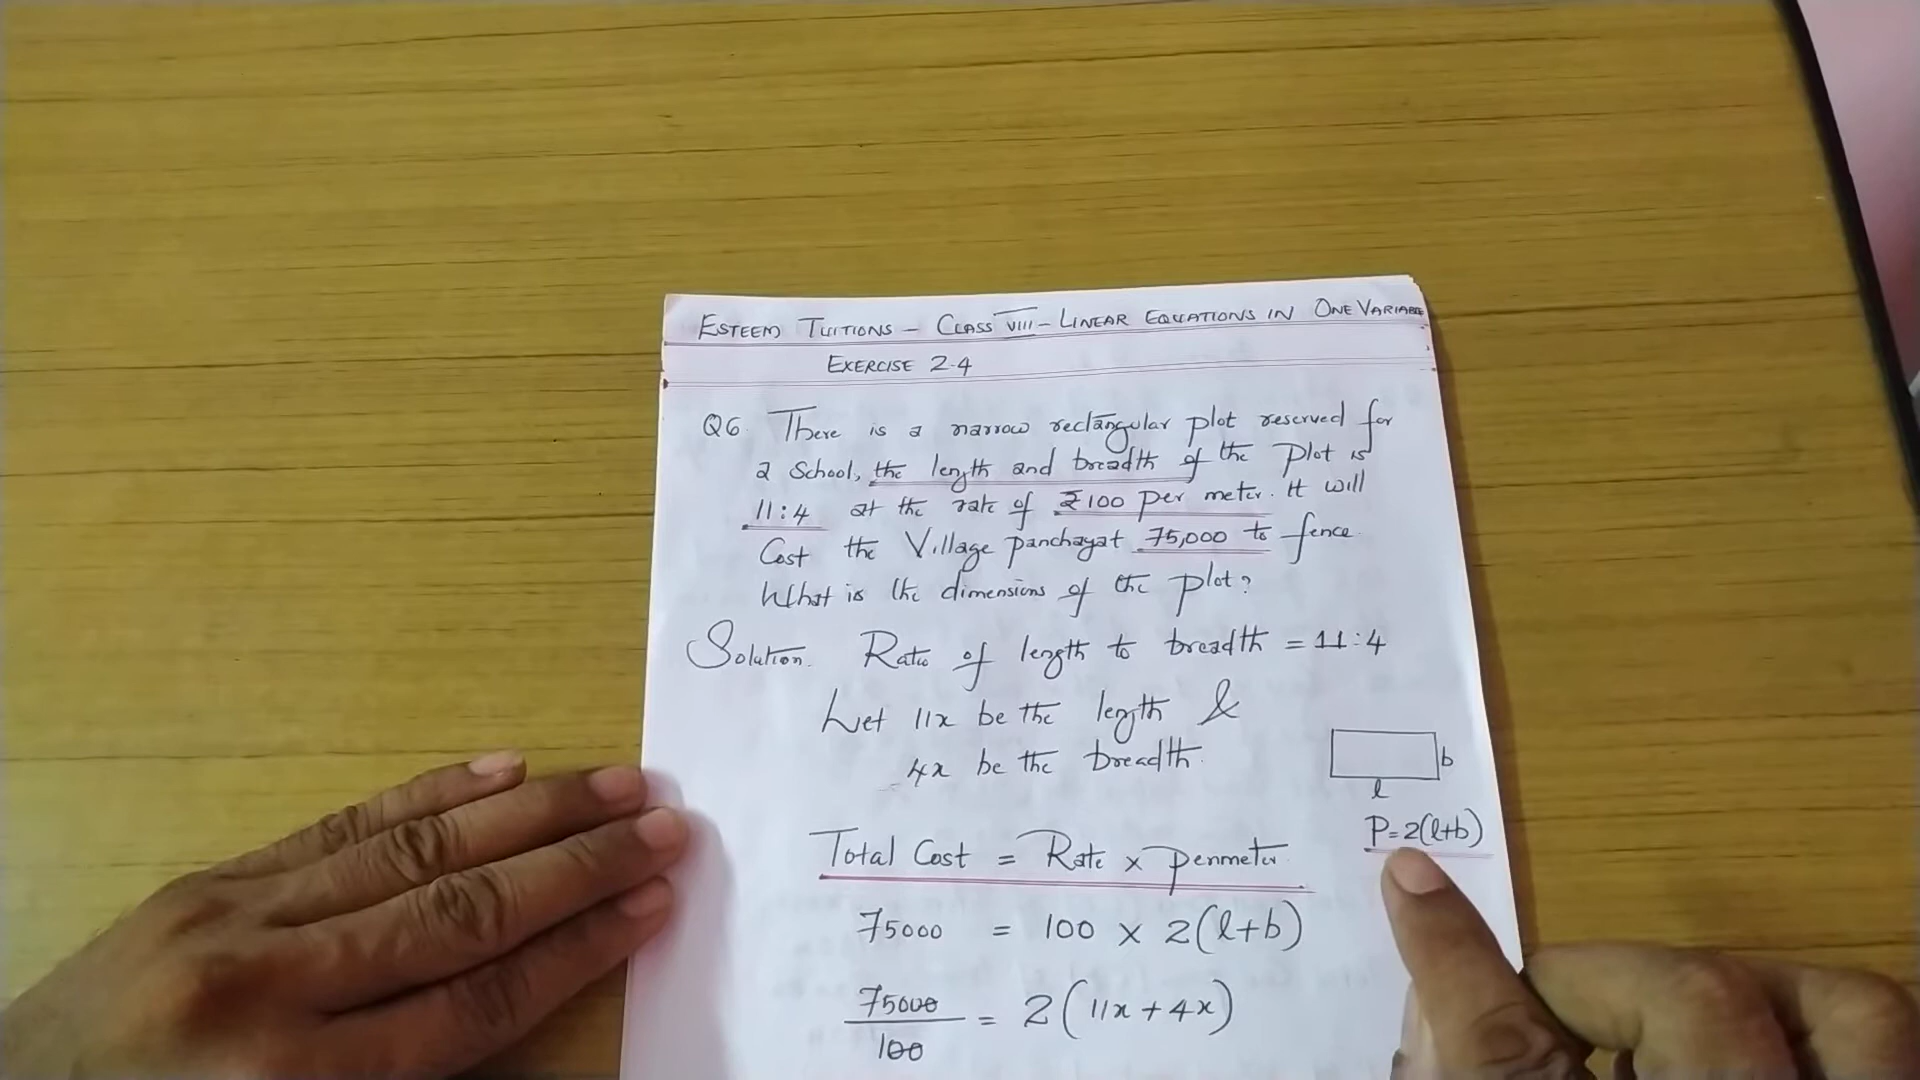 ESTEEM TUITIONS - CLASS VIII - LINEAR EQUATIONS IN ONE VARIABLE
EXERCISE 2.4
Q6. There is a narrow rectangular plot reserved for
a School, the length and breadth of the plot is
11:4 at the rate of ₹100 per meter. It will
Cost the Village panchayat 75,000 to fence.
What is the dimensions of the plot?
Solution. Ratio of length to breadth = 11:4
Let 11x be the length &
4x be the breadth.
b
l
P=2(l+b)
Total Cost = Rate × perimeter.
75000 = 100 × 2(l+b)
75000/100 = 2(11x+4x)